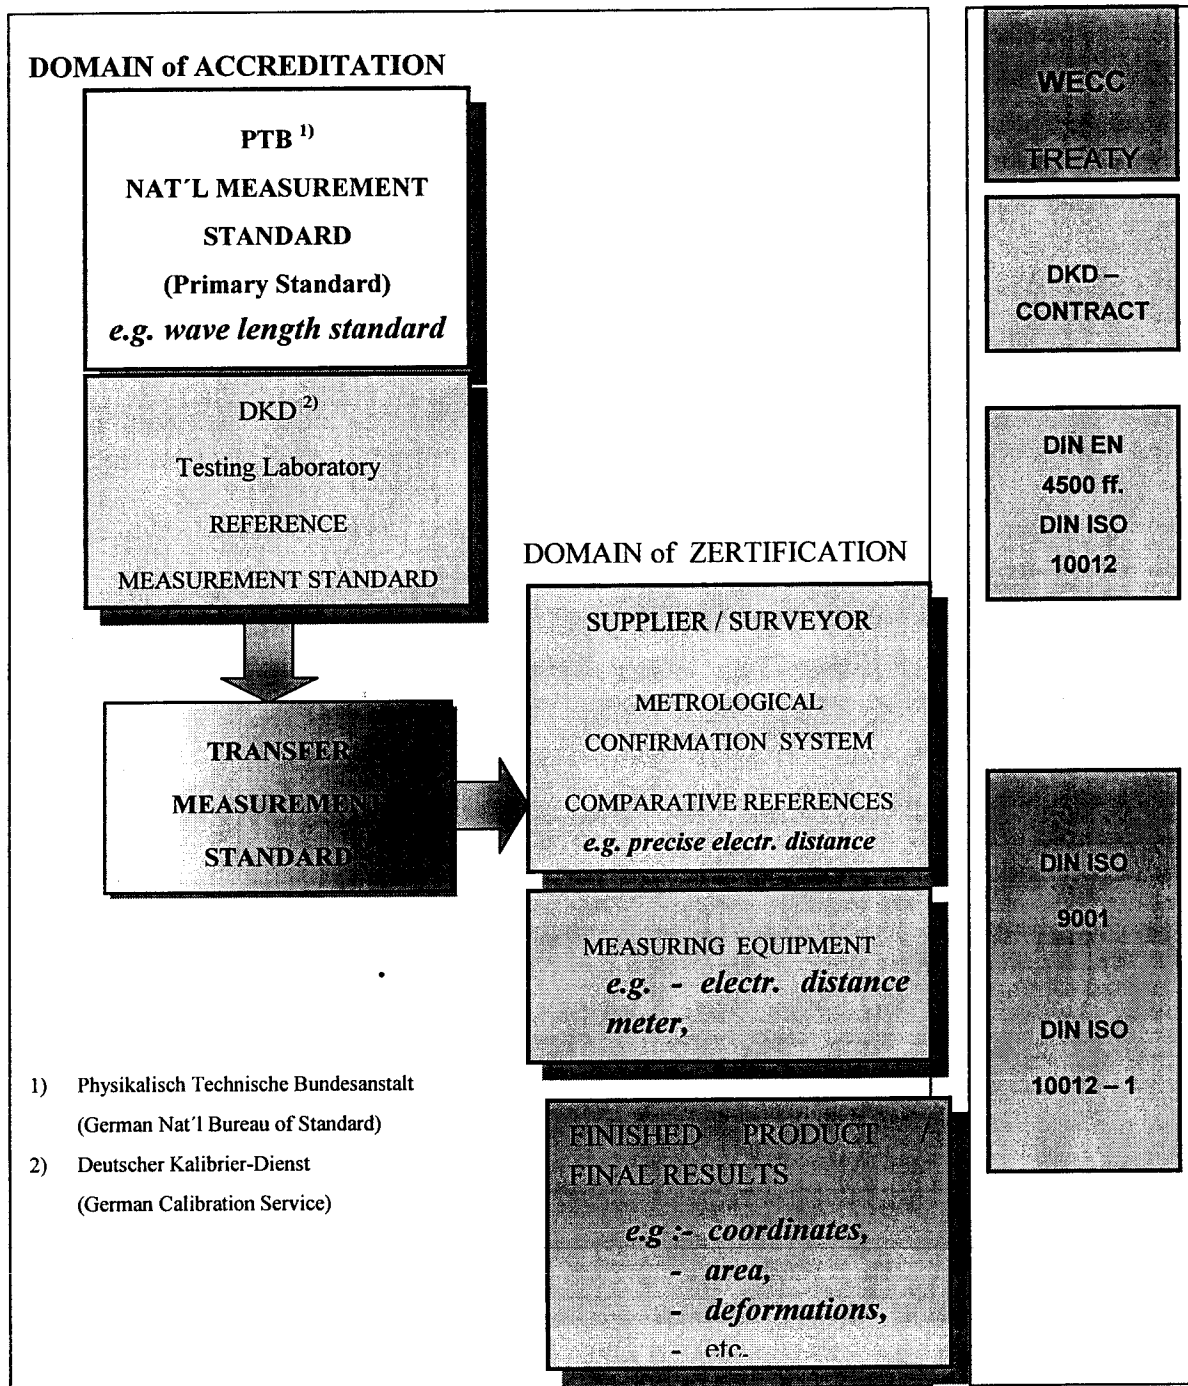 DOMAIN of ACCREDITATION
PTB 1)
NAT´L MEASUREMENT
STANDARD
(Primary Standard)
e.g. wave length standard
DKD 2)
Testing Laboratory
REFERENCE
MEASUREMENT STANDARD
TRANSFER
MEASUREMENT
STANDARD
DOMAIN of ZERTIFICATION
SUPPLIER / SURVEYOR
METROLOGICAL
CONFIRMATION SYSTEM
COMPARATIVE REFERENCES
e.g. precise electr. distance
MEASURING EQUIPMENT
e.g. - electr. distance
meter,
FINISHED PRODUCT /
FINAL RESULTS
e.g :- coordinates,
- area,
- deformations,
- etc.
1) Physikalisch Technische Bundesanstalt
(German Nat´l Bureau of Standard)
2) Deutscher Kalibrier-Dienst
(German Calibration Service)
WECC
TREATY
DKD –
CONTRACT
DIN EN
4500 ff.
DIN ISO
10012
DIN ISO
9001
DIN ISO
10012 – 1